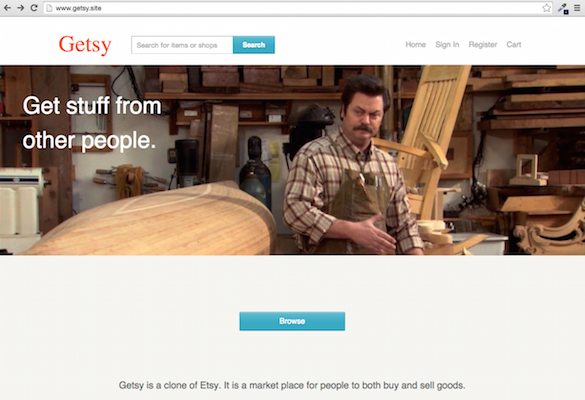 www.getsy.site
Getsy
Search for items or shops
Search
Home Sign In Register Cart
Get stuff from
other people.
Browse
Getsy is a clone of Etsy. It is a market place for people to both buy and sell goods.